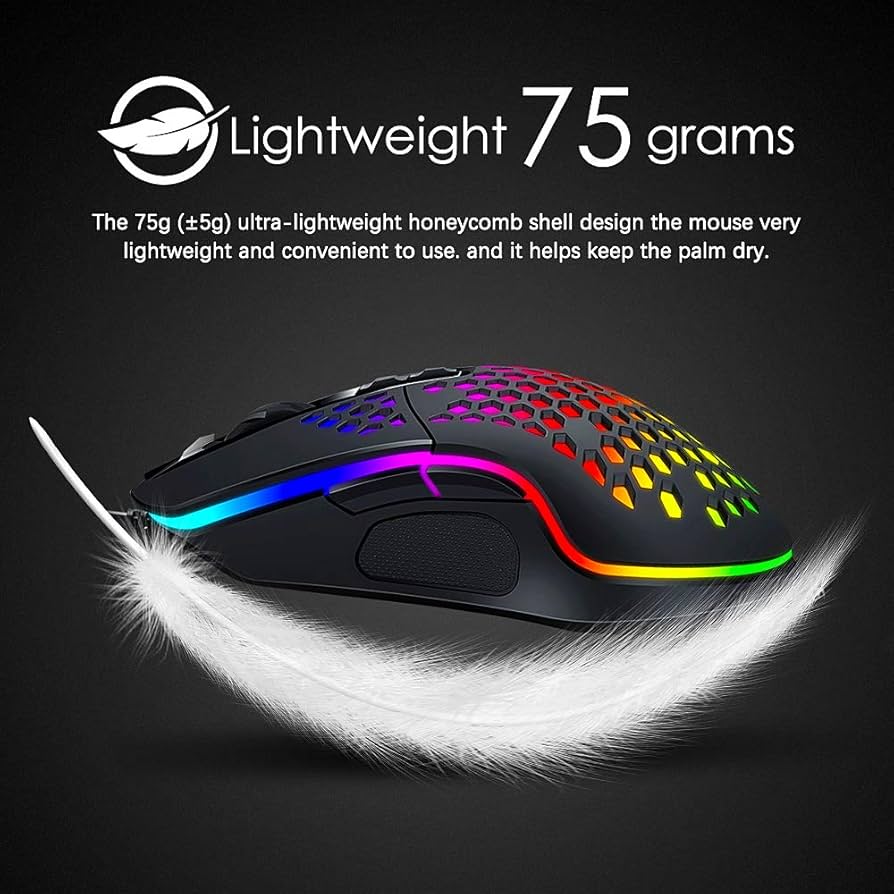 Lightweight 75 grams
The 75g (±5g) ultra-lightweight honeycomb shell design the mouse very
lightweight and convenient to use. and it helps keep the palm dry.